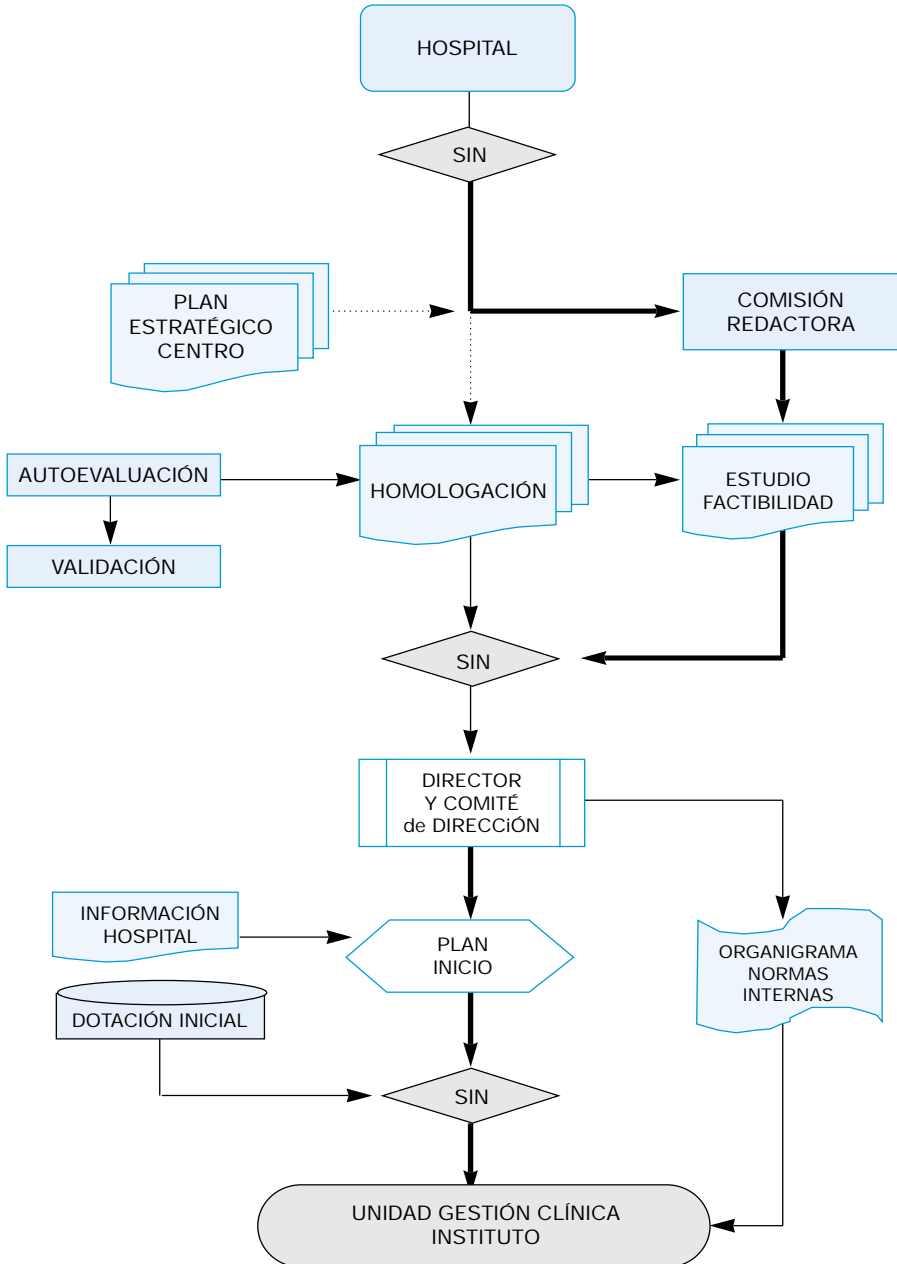 HOSPITAL
SIN
PLAN
ESTRATÉGICO
CENTRO
COMISIÓN
REDACTORA
AUTOEVALUACIÓN
HOMOLOGACIÓN
ESTUDIO
FACTIBILIDAD
VALIDACIÓN
SIN
DIRECTOR
Y COMITÉ
de DIRECCiÓN
INFORMACIÓN
HOSPITAL
PLAN
INICIO
ORGANIGRAMA
NORMAS
INTERNAS
DOTACIÓN INICIAL
SIN
UNIDAD GESTIÓN CLÍNICA
INSTITUTO